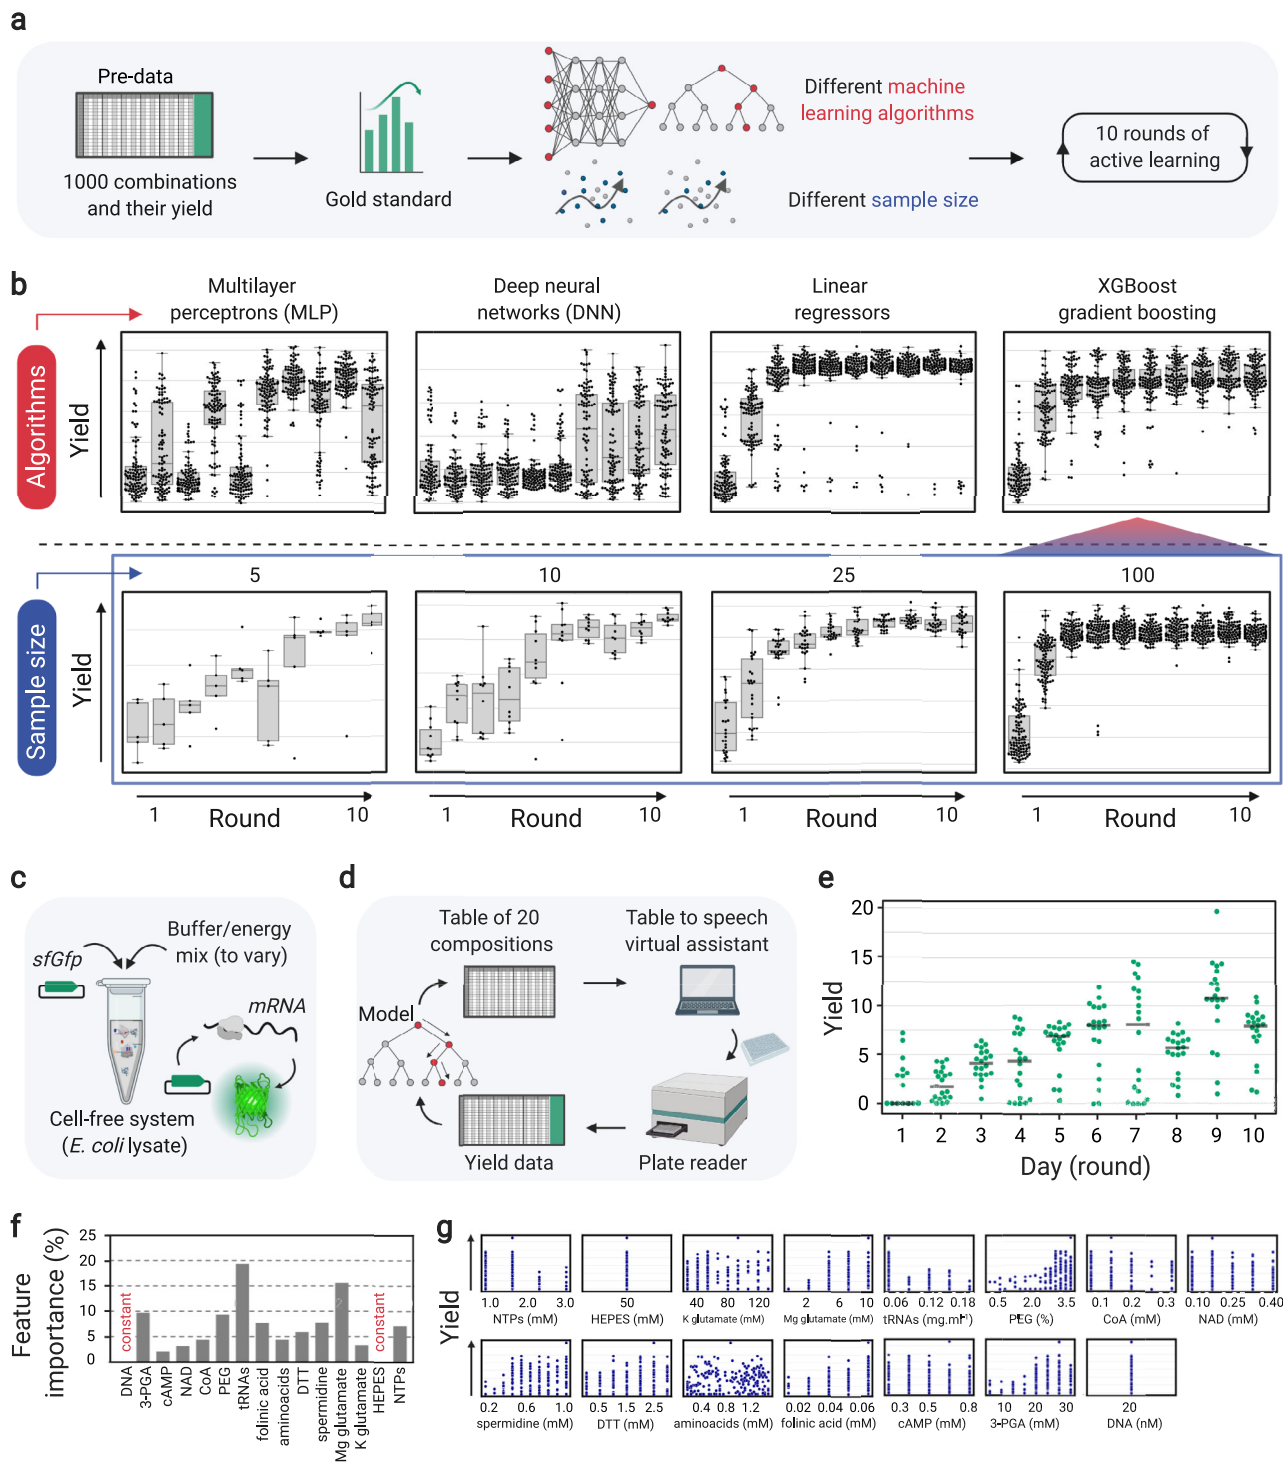 a
Pre-data
1000 combinations
and their yield
Gold standard
Different machine
learning algorithms
Different sample size
10 rounds of
active learning
b
Algorithms
Yield
Multilayer
perceptrons (MLP)
Deep neural
networks (DNN)
Linear
regressors
XGBoost
gradient boosting
Sample size
Yield
5
10
25
100
1 Round 10
1 Round 10
1 Round 10
1 Round 10
c
sfGfp
Buffer/energy
mix (to vary)
mRNA
Cell-free system
(E. coli lysate)
d
Table of 20
compositions
Table to speech
virtual assistant
Model
Yield data
Plate reader
e
Yield
20
15
10
5
0
1 2 3 4 5 6 7 8 9 10
Day (round)
f
Feature
importance (%)
25
20
15
10
5
0
constant
constant
DNA
3-PGA
cAMP
NAD
CoA
PEG
tRNAs
folinic acid
aminoacids
DTT
spermidine
Mg glutamate
K glutamate
HEPES
NTPs
g
Yield
1.0 2.0 3.0
NTPs (mM)
50
HEPES (mM)
40 80 120
K glutamate (mM)
2 6 10
Mg glutamate (mM)
0.06 0.12 0.18
tRNAs (mg.ml⁻¹)
0.5 2.0 3.5
PEG (%)
0.1 0.2 0.3
CoA (mM)
0.10 0.25 0.40
NAD (mM)
0.2 0.6 1.0
spermidine (mM)
0.5 1.5 2.5
DTT (mM)
0.4 0.8 1.2
aminoacids (mM)
0.02 0.04 0.06
folinic acid (mM)
0.3 0.5 0.8
cAMP (mM)
10 20 30
3-PGA (mM)
20
DNA (nM)